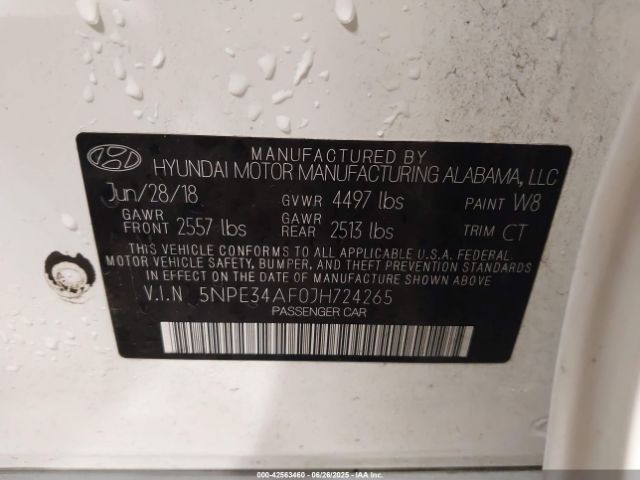 MANUFACTURED BY
HYUNDAI MOTOR MANUFACTURING ALABAMA, LLC
Jun/28/18 GVWR 4497 lbs PAINT W8
GAWR FRONT 2557 lbs GAWR REAR 2513 lbs TRIM CT
THIS VEHICLE CONFORMS TO ALL APPLICABLE U.S.A. FEDERAL
MOTOR VEHICLE SAFETY, BUMPER, AND THEFT PREVENTION STANDARDS
IN EFFECT ON THE DATE OF MANUFACTURE SHOWN ABOVE
V.I.N 5NPE34AF0JH724265
PASSENGER CAR
000-42563460 - 06/26/2025 - IAAI.COM